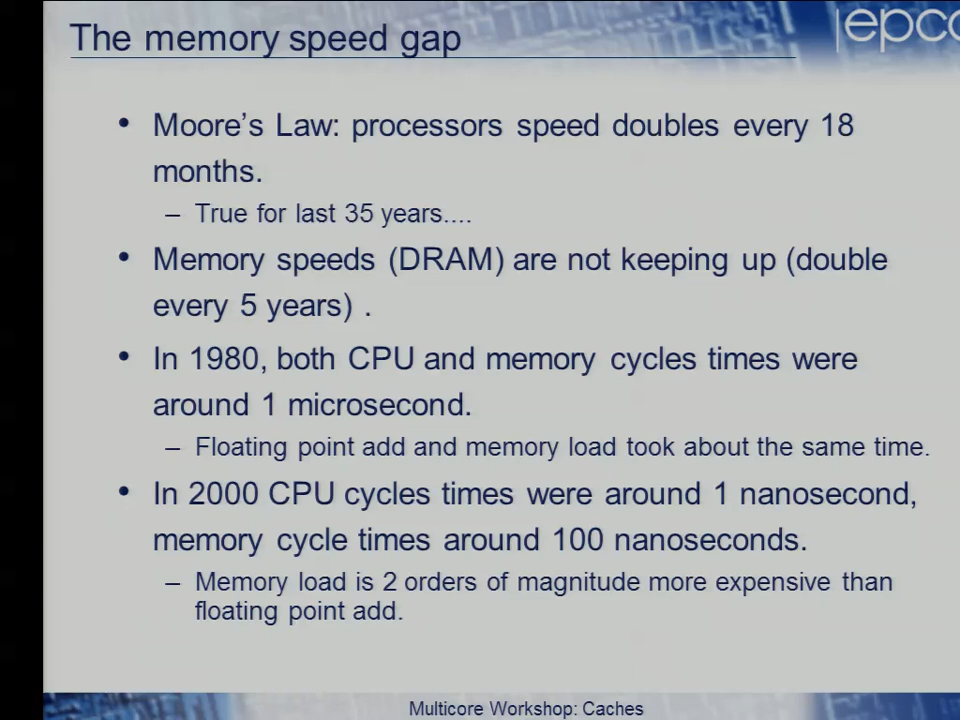 The memory speed gap
|epcc
• Moore's Law: processors speed doubles every 18
months.
– True for last 35 years....
• Memory speeds (DRAM) are not keeping up (double
every 5 years) .
• In 1980, both CPU and memory cycles times were
around 1 microsecond.
– Floating point add and memory load took about the same time.
• In 2000 CPU cycles times were around 1 nanosecond,
memory cycle times around 100 nanoseconds.
– Memory load is 2 orders of magnitude more expensive than
floating point add.
Multicore Workshop: Caches